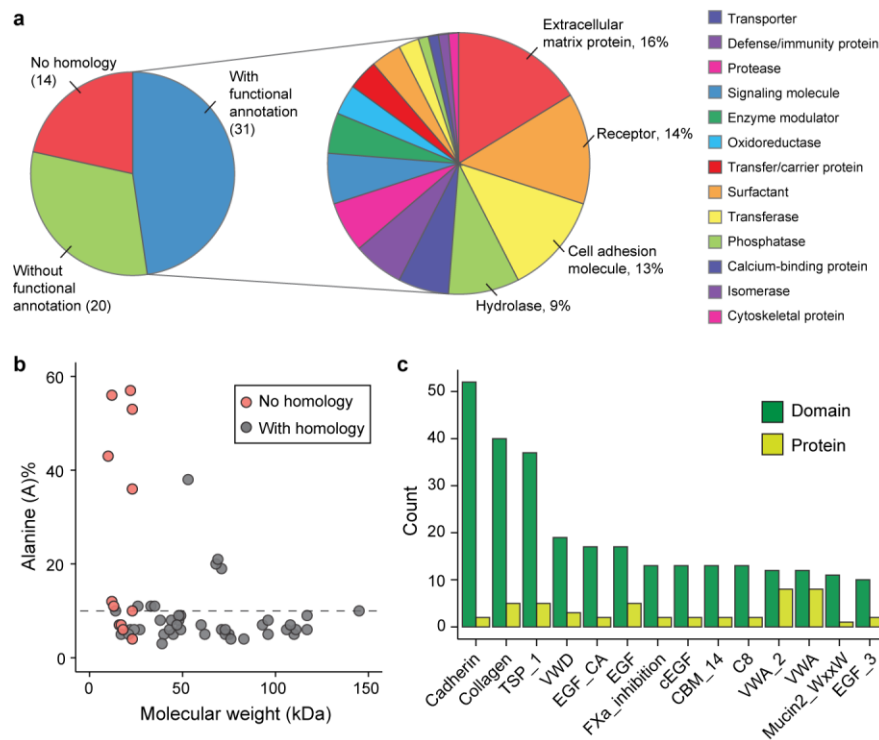 a
No homology
(14)
With
functional
annotation
(31)
Without
functional
annotation (20)
Extracellular
matrix protein, 16%
Receptor, 14%
Cell adhesion
molecule, 13%
Hydrolase, 9%
Transporter
Defense/immunity protein
Protease
Signaling molecule
Enzyme modulator
Oxidoreductase
Transfer/carrier protein
Surfactant
Transferase
Phosphatase
Calcium-binding protein
Isomerase
Cytoskeletal protein
b
Alanine (A)%
60
40
20
0
No homology
With homology
0 50 100 150
Molecular weight (kDa)
c
Count
50
40
30
20
10
0
Domain
Protein
Cadherin
Collagen
TSP_1
VWD
EGF_CA
EGF
FXa_inhibition
cEGF
CBM_14
C8
VWA_2
VWA
Mucin2_WxxW
EGF_3